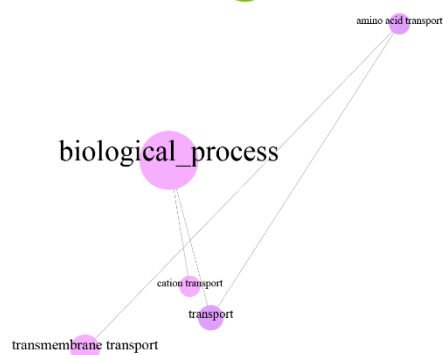 amino acid transport
biological_process
cation transport
transport
transmembrane transport